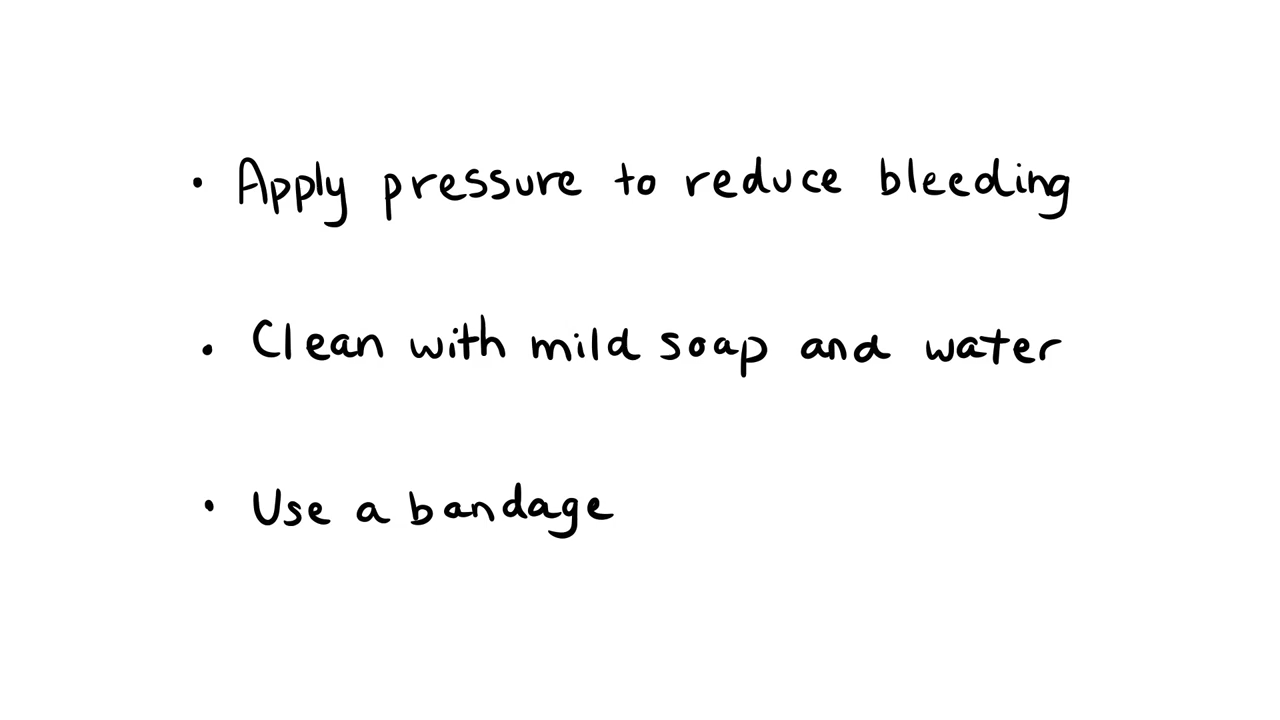 • Apply pressure to reduce bleeding
• Clean with mild soap and water
• Use a bandage